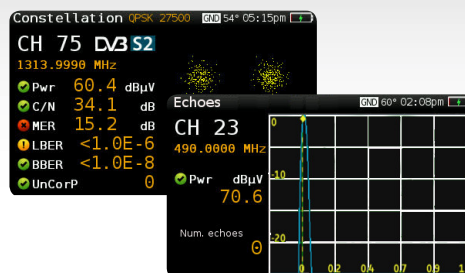 Constellation QPSK 27500 GND 54° 05:15pm
CH 75 DVB S2
1313.9990 MHz
Pwr 60.4 dBµV
C/N 34.1 dB
MER 15.2 dB
LBER <1.0E-6
BBER <1.0E-8
UnCorP 0
Echoes GND 60° 02:08pm
CH 23
490.0000 MHz
Pwr dBµV
70.6
Num. echoes
0
0
-10
-20
0 0.2 0.4 0.7 0.9 1